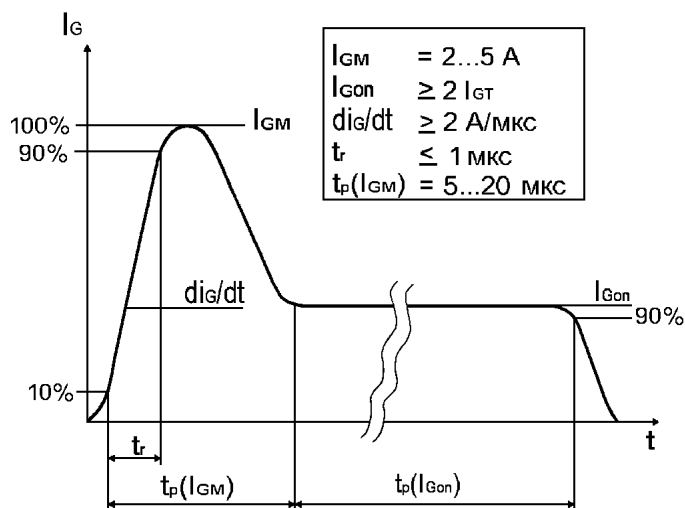 IG
IGM = 2...5 А
IGon ≥ 2 IGT
diG/dt ≥ 2 А/мкс
tr ≤ 1 мкс
tp(IGM) = 5...20 мкс
100%
IGM
90%
diG/dt
IGon
90%
10%
t
tr
tp(IGM)
tp(IGon)